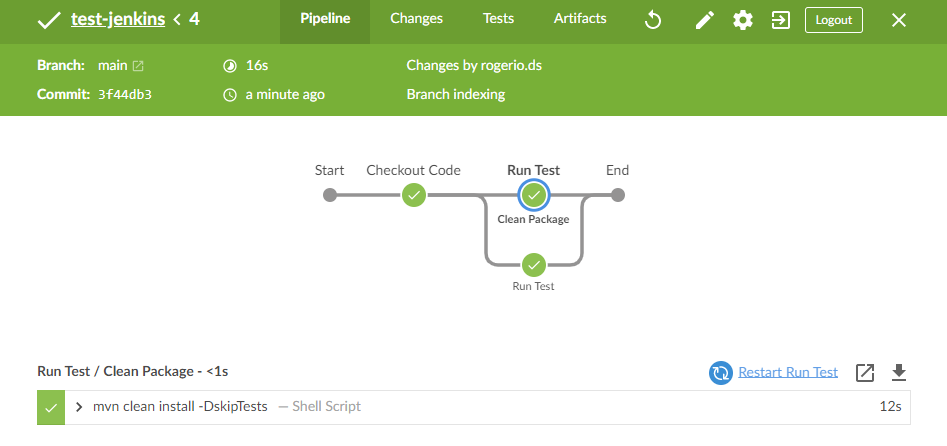 test-jenkins < 4 Pipeline Changes Tests Artifacts Logout
Branch: main 16s Changes by rogerio.ds
Commit: 3f44db3 a minute ago Branch indexing
Start Checkout Code Run Test End
Clean Package
Run Test
Run Test / Clean Package - <1s Restart Run Test
mvn clean install -DskipTests — Shell Script 12s